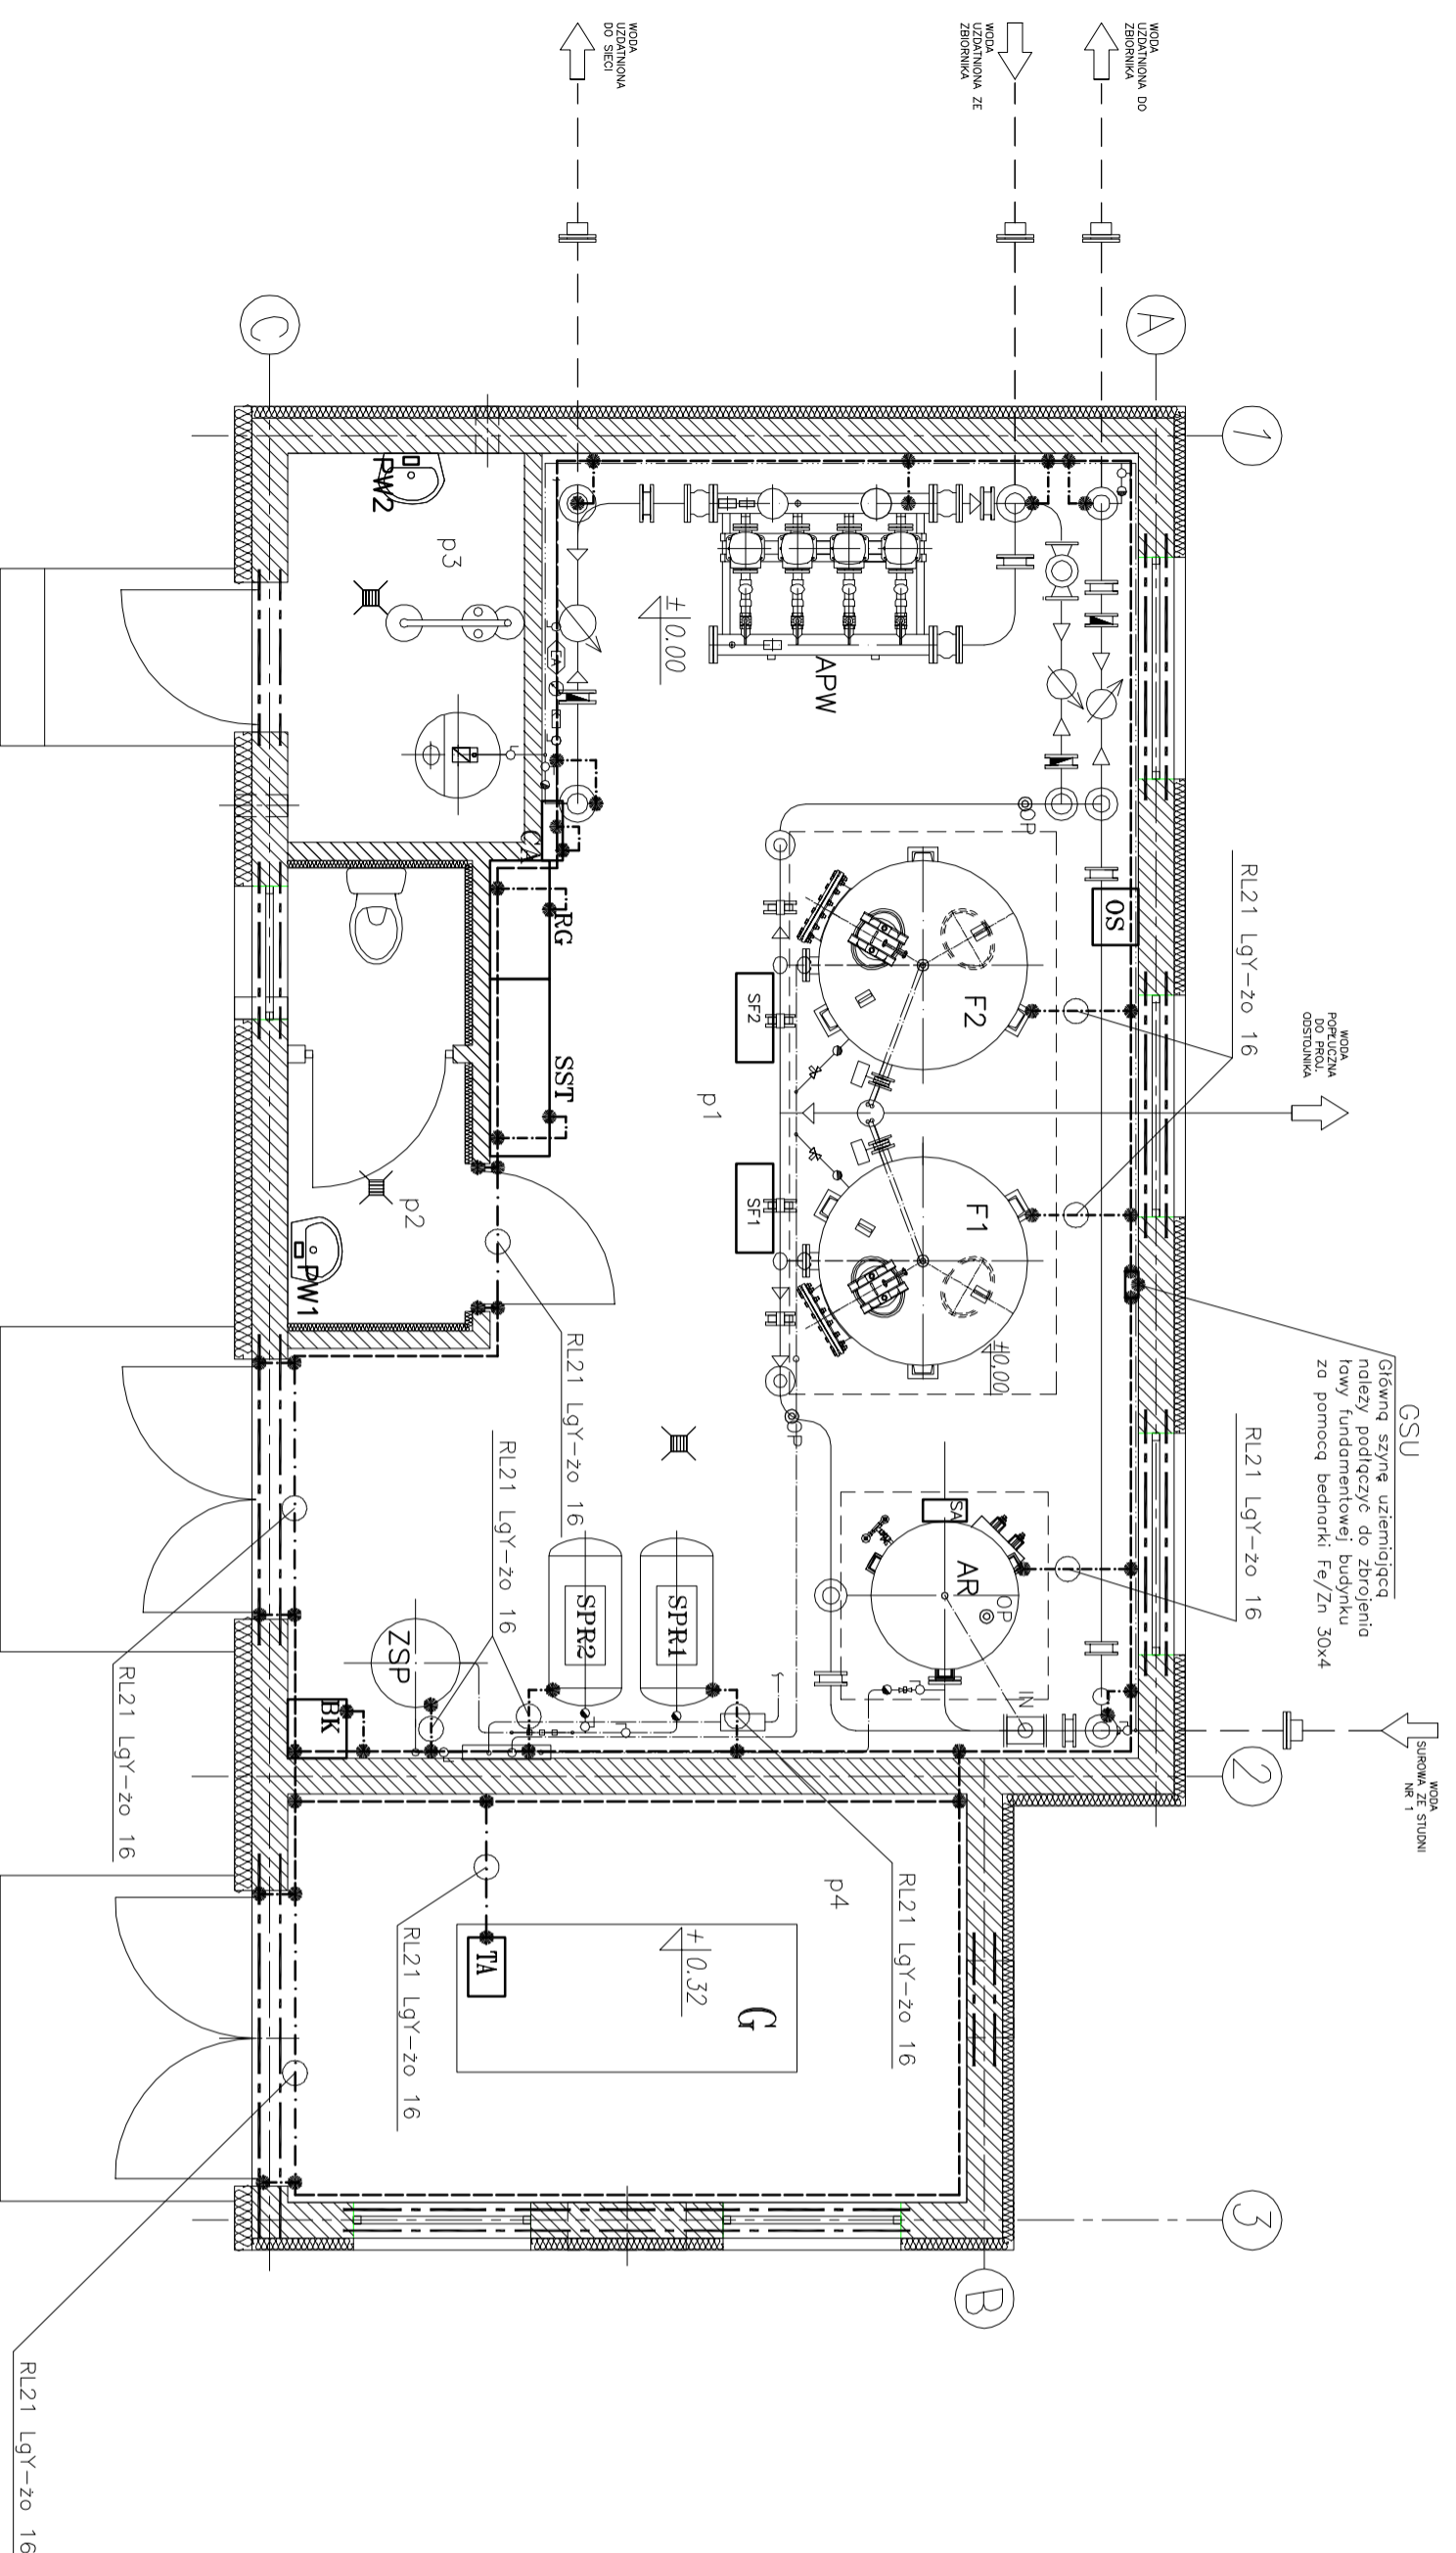 WODA
UZDATNIONA
DO SIECI
WODA
UZDATNIONA ZE
ZBIORNIKA
WODA
UZDATNIONA DO
ZBIORNIKA
C
A
1
PW2
p3
±0.00
APW
CA
OP
OS
RL21 LgY-żo 16
WODA
POPŁUCZNA
DO PROJ.
ODSTOJNIKA
RG
SST
SF2
F2
p1
SF1
F1
±0,00
p2
PW1
GSU
Główną szynę uziemiającą
należy podłączyć do zbrojenia
ławy fundamentowej budynku
za pomocą bednarki Fe/Zn 30x4
RL21 LgY-żo 16
RL21 LgY-żo 16
RL21 LgY-żo 16
OP
SA
AR
OP
IN
SPR1
SPR2
ZSP
BK
RL21 LgY-żo 16
WODA
SUROWA ZE STUDNI
NR 1
2
p4
RL21 LgY-żo 16
RL21 LgY-żo 16
TA
+0.32
G
3
B
RL21 LgY-żo 16